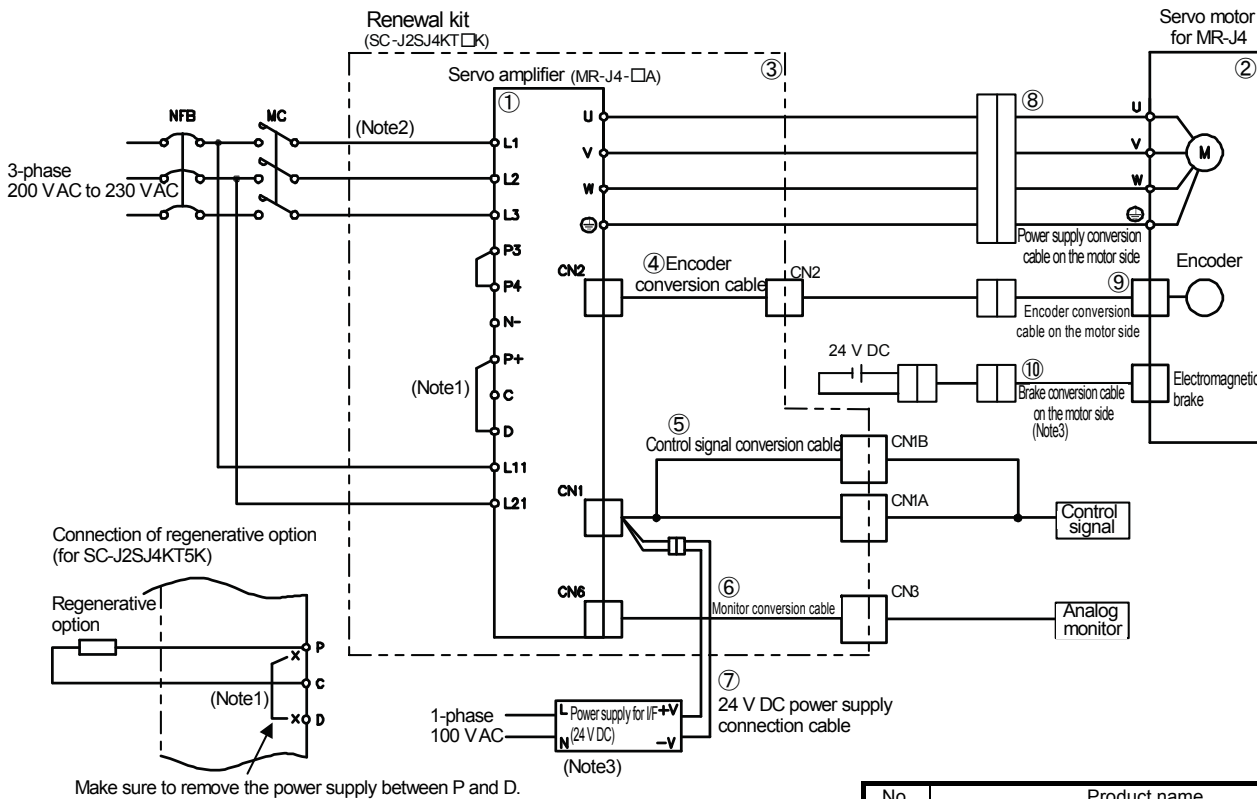 Renewal kit
(SC-J2SJ4KT□K)
Servo motor
for MR-J4
②
③
Servo amplifier (MR-J4-□A)
①
⑧
NFB
MC
(Note2)
U
V
W
L1
L2
L3
3-phase
200 VAC to 230 VAC
U
V
W
M
Power supply conversion
cable on the motor side
P3
P4
N-
P+
C
D
(Note1)
L11
L21
CN2
④Encoder
conversion cable
CN2
⑨
Encoder
Encoder conversion
cable on the motor side
24 V DC
⑩
Brake conversion cable
on the motor side
(Note3)
Electromagnetic
brake
⑤
Control signal conversion cable
CN1B
CN1
CN1A
Control
signal
CN6
⑥
Monitor conversion cable
CN3
Analog
monitor
Connection of regenerative option
(for SC-J2SJ4KT5K)
Regenerative
option
P
C
D
(Note1)
Make sure to remove the power supply between P and D.
⑦
24 V DC power supply
connection cable
1-phase
100 VAC
L Power supply for I/F +V
N (24 V DC) −V
(Note3)
No. Product name